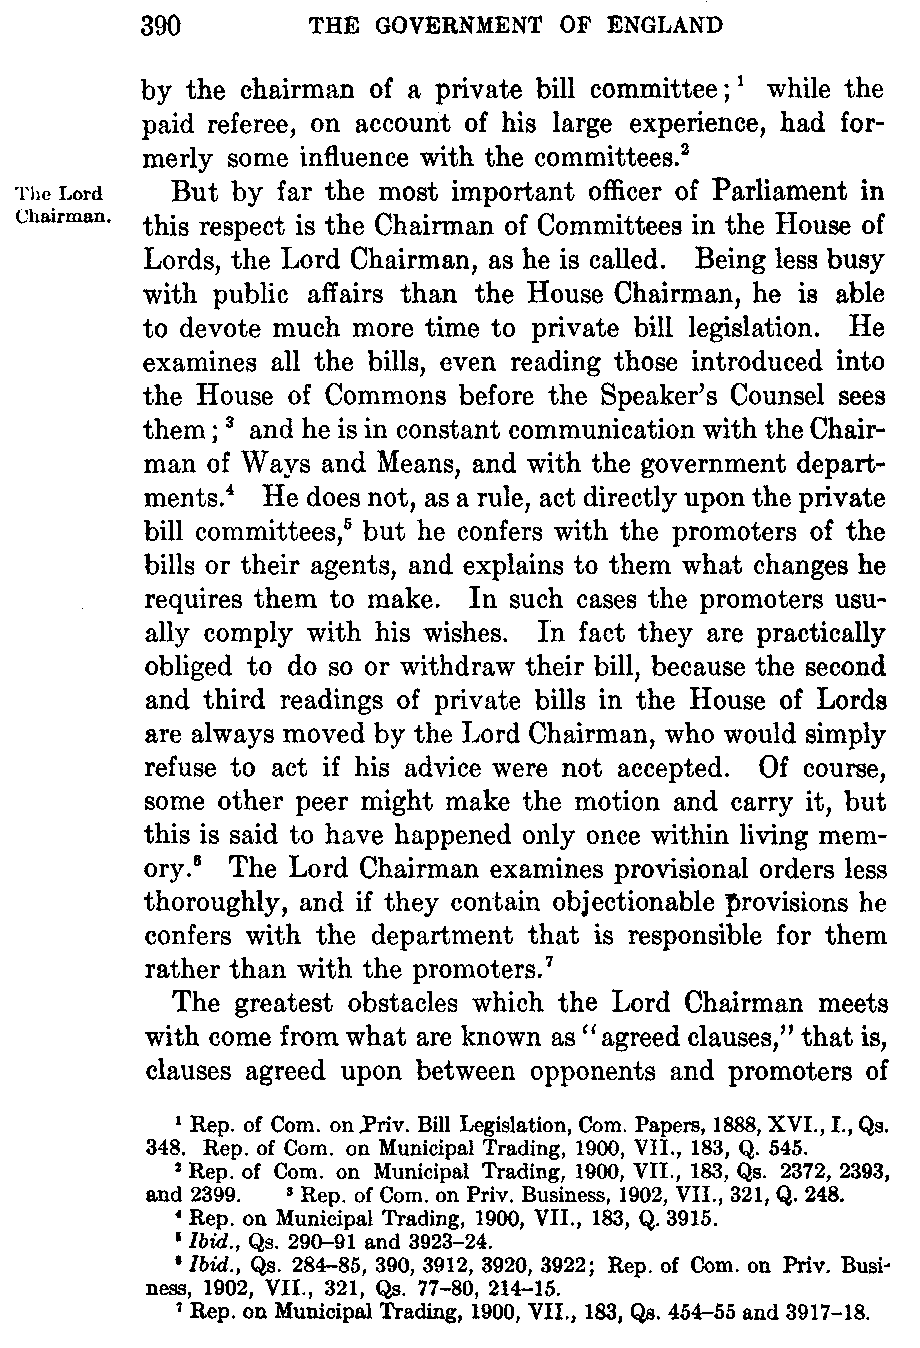 390 THE GOVERNMENT OF ENGLAND
by the chairman of a private bill committee;¹ while the
paid referee, on account of his large experience, had for-
merly some influence with the committees.²
The Lord
Chairman.
But by far the most important officer of Parliament in
this respect is the Chairman of Committees in the House of
Lords, the Lord Chairman, as he is called. Being less busy
with public affairs than the House Chairman, he is able
to devote much more time to private bill legislation. He
examines all the bills, even reading those introduced into
the House of Commons before the Speaker's Counsel sees
them;³ and he is in constant communication with the Chair-
man of Ways and Means, and with the government depart-
ments.⁴ He does not, as a rule, act directly upon the private
bill committees,⁵ but he confers with the promoters of the
bills or their agents, and explains to them what changes he
requires them to make. In such cases the promoters usu-
ally comply with his wishes. In fact they are practically
obliged to do so or withdraw their bill, because the second
and third readings of private bills in the House of Lords
are always moved by the Lord Chairman, who would simply
refuse to act if his advice were not accepted. Of course,
some other peer might make the motion and carry it, but
this is said to have happened only once within living mem-
ory.⁶ The Lord Chairman examines provisional orders less
thoroughly, and if they contain objectionable provisions he
confers with the department that is responsible for them
rather than with the promoters.⁷
The greatest obstacles which the Lord Chairman meets
with come from what are known as "agreed clauses," that is,
clauses agreed upon between opponents and promoters of
¹ Rep. of Com. on Priv. Bill Legislation, Com. Papers, 1888, XVI., I., Qs.
348. Rep. of Com. on Municipal Trading, 1900, VII., 183, Q. 545.
² Rep. of Com. on Municipal Trading, 1900, VII., 183, Qs. 2372, 2393,
and 2399. ³ Rep. of Com. on Priv. Business, 1902, VII., 321, Q. 248.
⁴ Rep. on Municipal Trading, 1900, VII., 183, Q. 3915.
⁵ Ibid., Qs. 290–91 and 3923–24.
⁶ Ibid., Qs. 284–85, 390, 3912, 3920, 3922; Rep. of Com. on Priv. Busi-
ness, 1902, VII., 321, Qs. 77–80, 214–15.
⁷ Rep. on Municipal Trading, 1900, VII., 183, Qs. 454–55 and 3917–18.